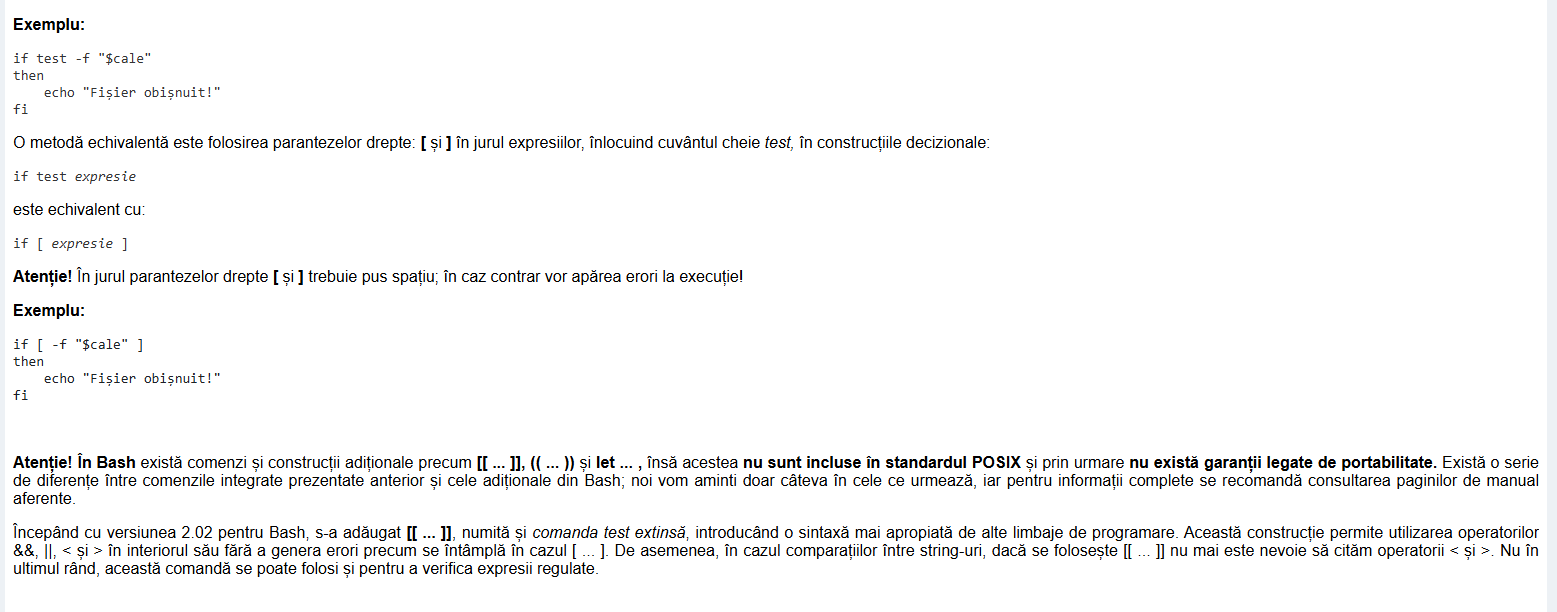 Exemplu:
if test -f "$cale"
then
    echo "Fișier obișnuit!"
fi
O metodă echivalentă este folosirea parantezelor drepte: [ și ] în jurul expresiilor, înlocuind cuvântul cheie test, în construcțiile decizionale:
if test expresie
este echivalent cu:
if [ expresie ]
Atenție! În jurul parantezelor drepte [ și ] trebuie pus spațiu; în caz contrar vor apărea erori la execuție!
Exemplu:
if [ -f "$cale" ]
then
    echo "Fișier obișnuit!"
fi
Atenție! În Bash există comenzi și construcții adiționale precum [[ ... ]], (( ... )) și let ... , însă acestea nu sunt incluse în standardul POSIX și prin urmare nu există garanții legate de portabilitate. Există o serie
de diferențe între comenzile integrate prezentate anterior și cele adiționale din Bash; noi vom aminti doar câteva în cele ce urmează, iar pentru informații complete se recomandă consultarea paginilor de manual
aferente.
Începând cu versiunea 2.02 pentru Bash, s-a adăugat [[ ... ]], numită și comanda test extinsă, introducând o sintaxă mai apropiată de alte limbaje de programare. Această construcție permite utilizarea operatorilor
&&, ||, < și > în interiorul său fără a genera erori precum se întâmplă în cazul [ ... ]. De asemenea, în cazul comparațiilor între string-uri, dacă se folosește [[ ... ]] nu mai este nevoie să cităm operatorii < și >. Nu în
ultimul rând, această comandă se poate folosi și pentru a verifica expresii regulate.